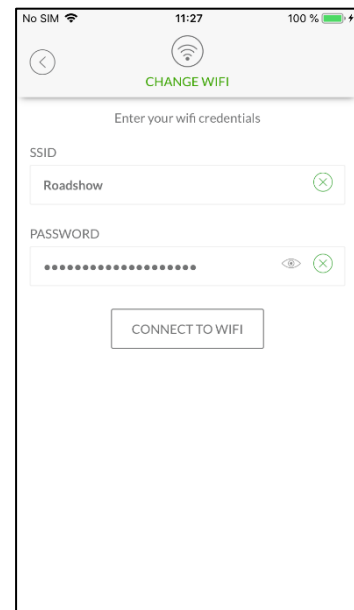 No SIM 11:27 100 %
CHANGE WIFI
Enter your wifi credentials
SSID
Roadshow
PASSWORD
••••••••••••••••••••
CONNECT TO WIFI